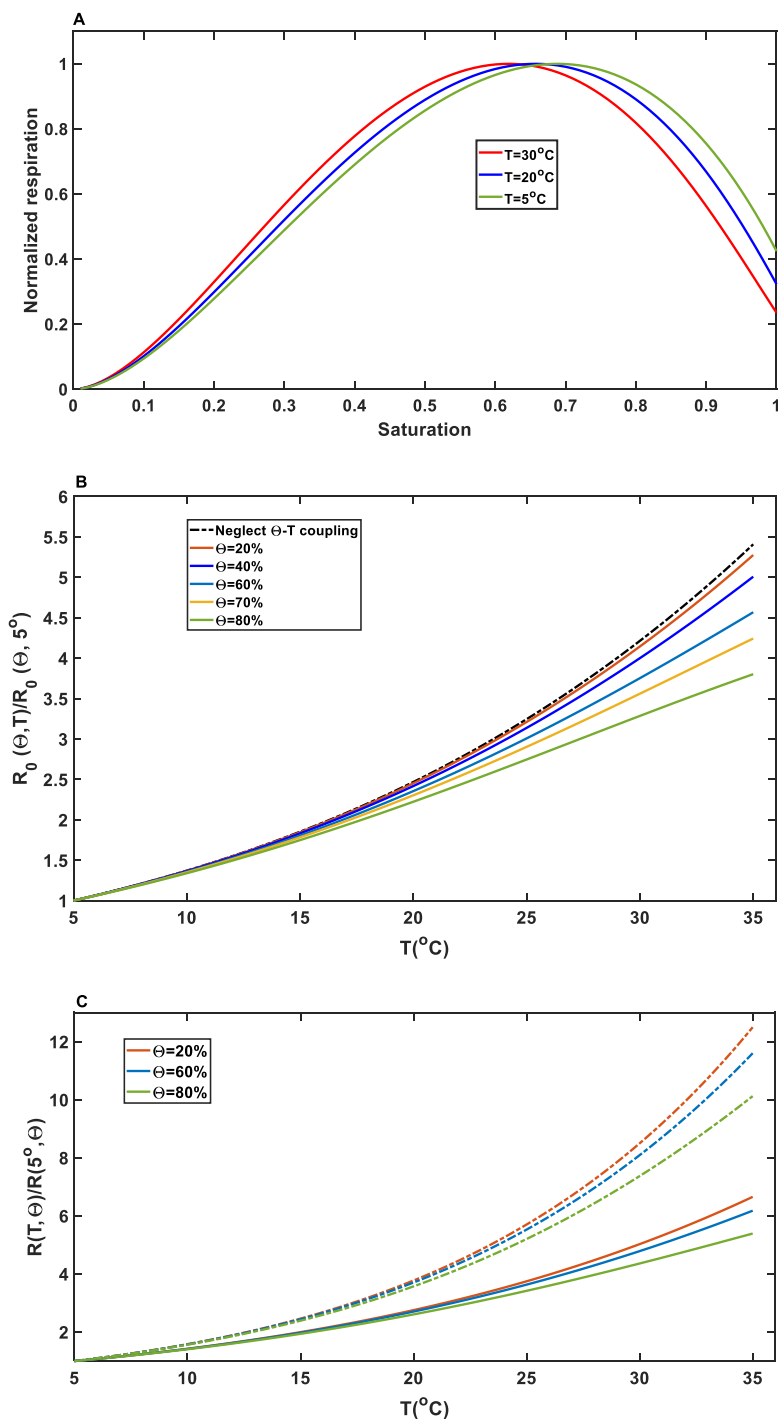 A
1
0.8
0.6
0.4
0.2
0
Normalized respiration
T=30°C
T=20°C
T=5°C
0 0.1 0.2 0.3 0.4 0.5 0.6 0.7 0.8 0.9 1
Saturation
B
6
5.5
5
4.5
4
3.5
3
2.5
2
1.5
1
R0 (Θ,T)/R0 (Θ, 5°)
Neglect Θ-T coupling
Θ=20%
Θ=40%
Θ=60%
Θ=70%
Θ=80%
5 10 15 20 25 30 35
T(°C)
C
12
10
8
6
4
2
R(T,Θ)/R(5°,Θ)
Θ=20%
Θ=60%
Θ=80%
5 10 15 20 25 30 35
T(°C)